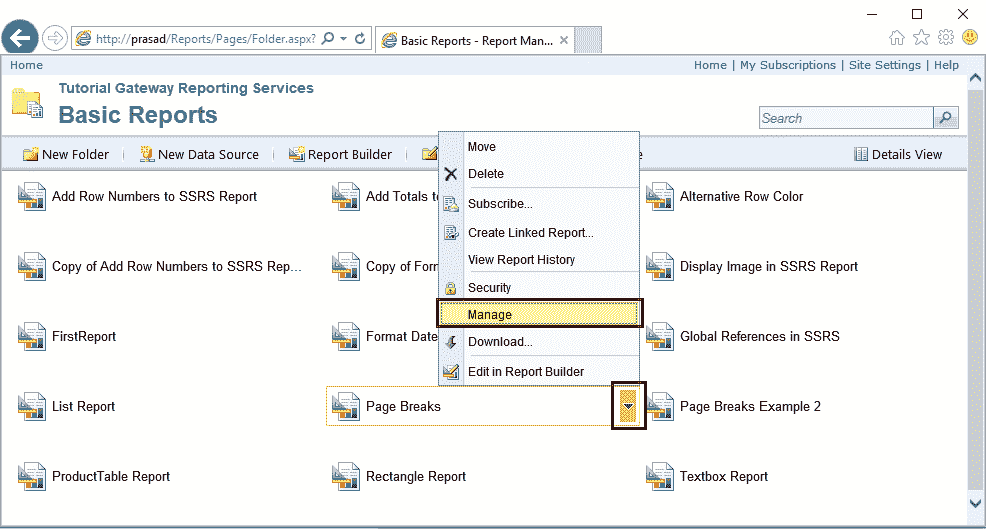 http://prasad/Reports/Pages/Folder.aspx?
Basic Reports - Report Man...
Home
Home | My Subscriptions | Site Settings | Help
Tutorial Gateway Reporting Services
Basic Reports
Search
New Folder
New Data Source
Report Builder
Details View
Move
Delete
Subscribe...
Create Linked Report...
View Report History
Security
Manage
Download...
Edit in Report Builder
Add Row Numbers to SSRS Report
Add Totals to
Alternative Row Color
Copy of Add Row Numbers to SSRS Rep...
Copy of Form
Display Image in SSRS Report
FirstReport
Format Date
Global References in SSRS
List Report
Page Breaks
Page Breaks Example 2
ProductTable Report
Rectangle Report
Textbox Report